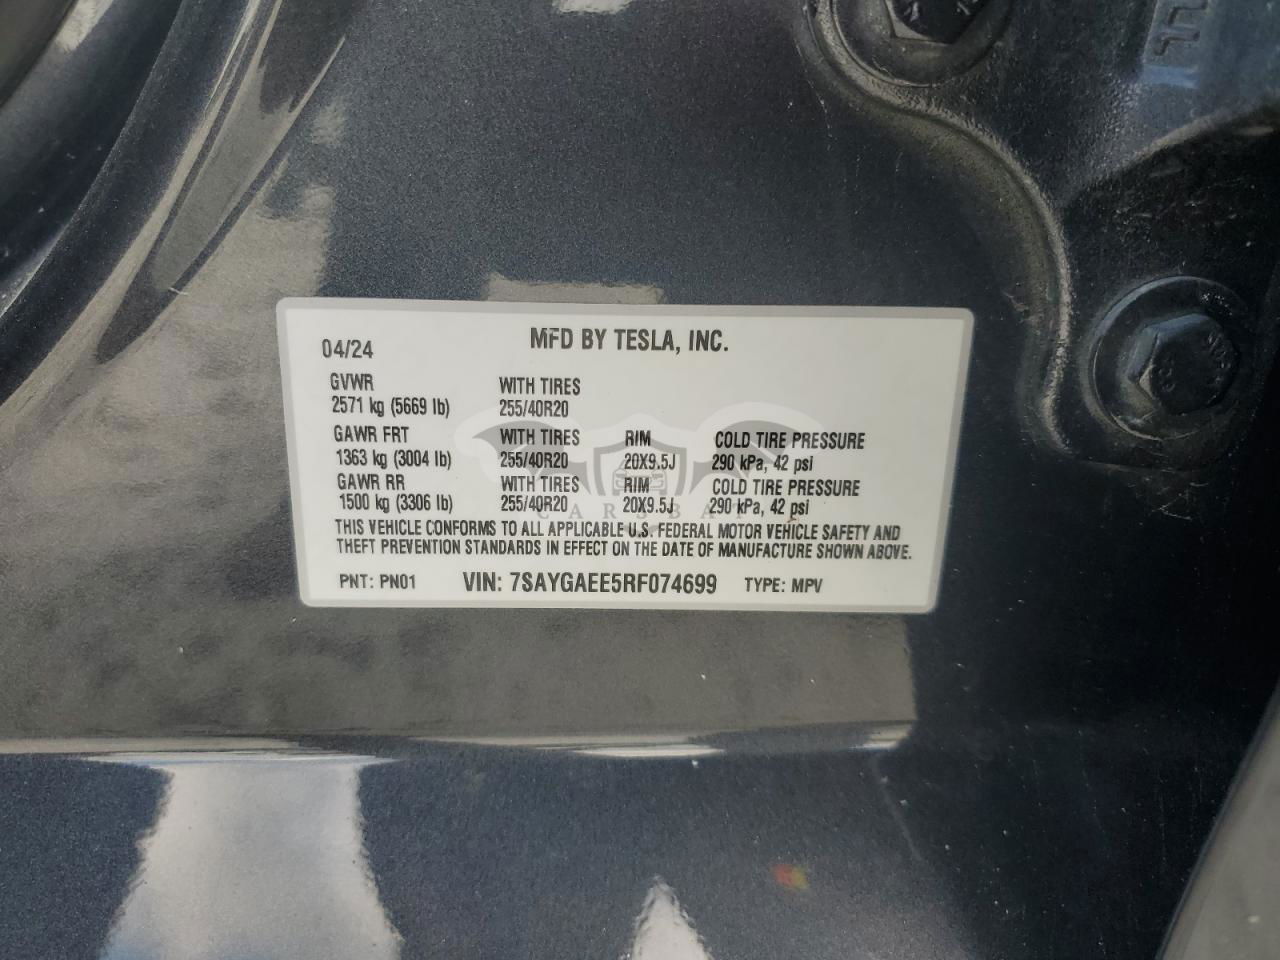 04/24 MFD BY TESLA, INC.
GVWR WITH TIRES
2571 kg (5669 lb) 255/40R20
GAWR FRT WITH TIRES RIM COLD TIRE PRESSURE
1363 kg (3004 lb) 255/40R20 20X9.5J 290 kPa, 42 psi
GAWR RR WITH TIRES RIM COLD TIRE PRESSURE
1500 kg (3306 lb) 255/40R20 20X9.5J 290 kPa, 42 psi
THIS VEHICLE CONFORMS TO ALL APPLICABLE U.S. FEDERAL MOTOR VEHICLE SAFETY AND
THEFT PREVENTION STANDARDS IN EFFECT ON THE DATE OF MANUFACTURE SHOWN ABOVE.
PNT: PN01 VIN: 7SAYGAEE5RF074699 TYPE: MPV